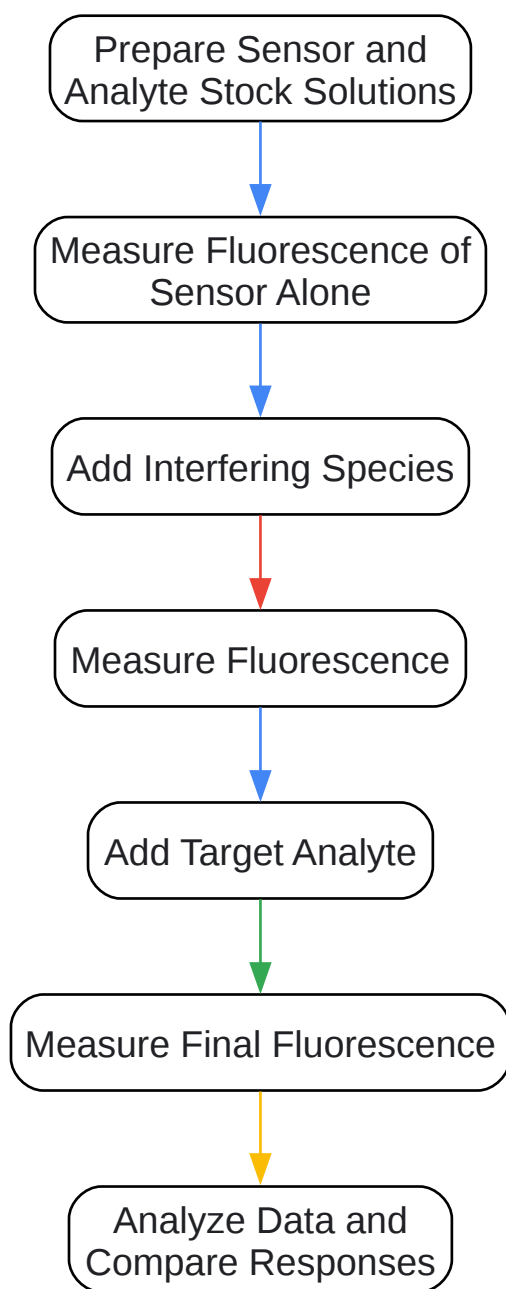 Prepare Sensor and
Analyte Stock Solutions
Measure Fluorescence of
Sensor Alone
Add Interfering Species
Measure Fluorescence
Add Target Analyte
Measure Final Fluorescence
Analyze Data and
Compare Responses